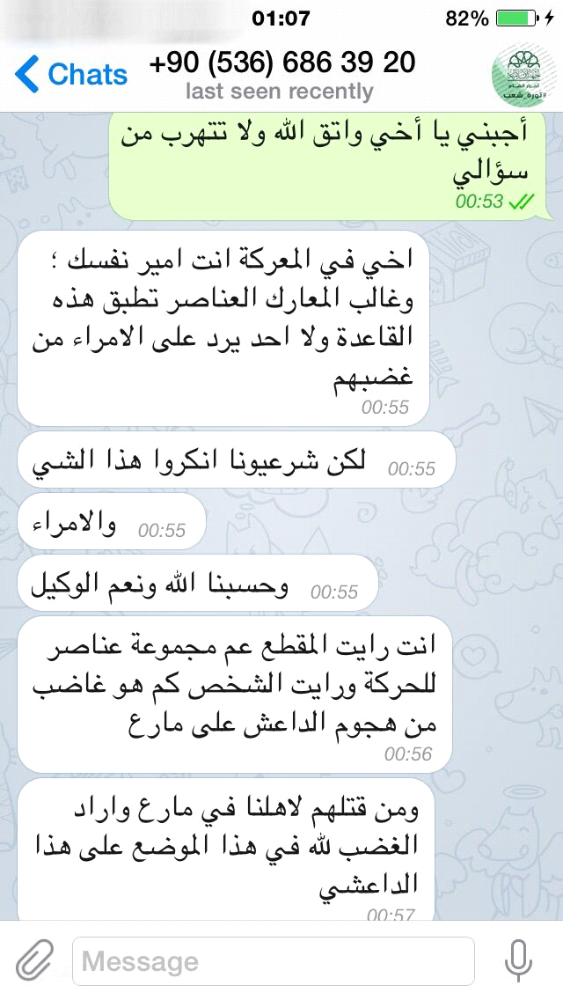 01:07
82%
Chats
+90 (536) 686 39 20
last seen recently
أحرار الشام
#ثورة_شعب
أجبني يا أخي واتق الله ولا تتهرب من
سؤالي
00:53
اخي في المعركة انت امير نفسك ؛
وغالب المعارك العناصر تطبق هذه
القاعدة ولا احد يرد على الامراء من
غضبهم
00:55
لكن شرعيونا انكروا هذا الشي
00:55
والامراء
00:55
وحسبنا الله ونعم الوكيل
00:55
انت رايت المقطع عم مجموعة عناصر
للحركة ورايت الشخص كم هو غاضب
من هجوم الداعش على مارع
00:56
ومن قتلهم لاهلنا في مارع واراد
الغضب لله في هذا الموضع على هذا
الداعشي
00:57
Message